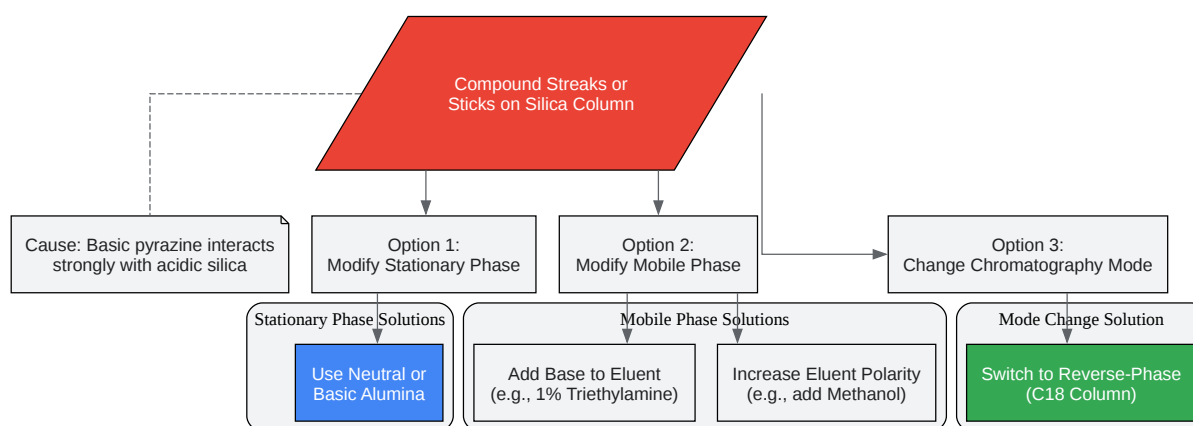 Compound Streaks or
Sticks on Silica Column
Cause: Basic pyrazine interacts
strongly with acidic silica
Option 1:
Modify Stationary Phase
Option 2:
Modify Mobile Phase
Option 3:
Change Chromatography Mode
Stationary Phase Solutions
Use Neutral or
Basic Alumina
Mobile Phase Solutions
Add Base to Eluent
(e.g., 1% Triethylamine)
Increase Eluent Polarity
(e.g., add Methanol)
Mode Change Solution
Switch to Reverse-Phase
(C18 Column)